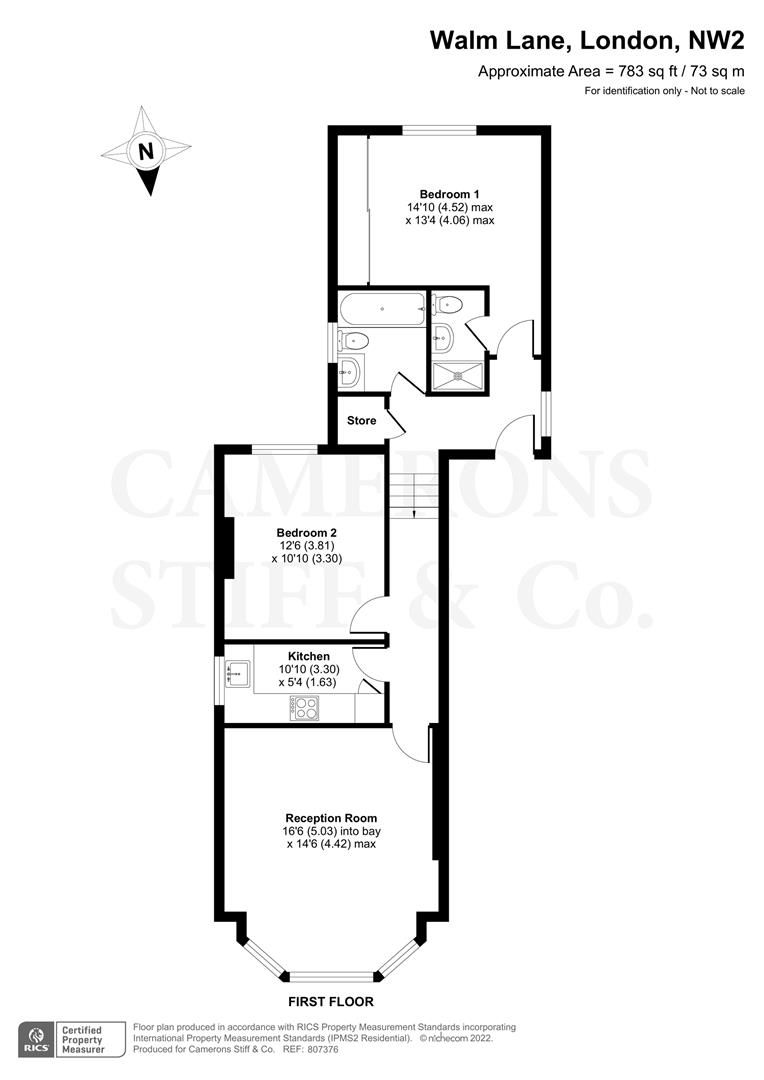 Walm Lane, London, NW2
Approximate Area = 783 sq ft / 73 sq m
For identification only - Not to scale
N
Bedroom 1
14'10 (4.52) max
x 13'4 (4.06) max
Store
CAMERONS
STIFF & Co.
Bedroom 2
12'6 (3.81)
x 10'10 (3.30)
Kitchen
10'10 (3.30)
x 5'4 (1.63)
Reception Room
16'6 (5.03) into bay
x 14'6 (4.42) max
FIRST FLOOR
RICS
Certified
Property
Measurer
Floor plan produced in accordance with RICS Property Measurement Standards incorporating
International Property Measurement Standards (IPMS2 Residential). © nichecom 2022.
Produced for Camerons Stiff & Co. REF: 807376